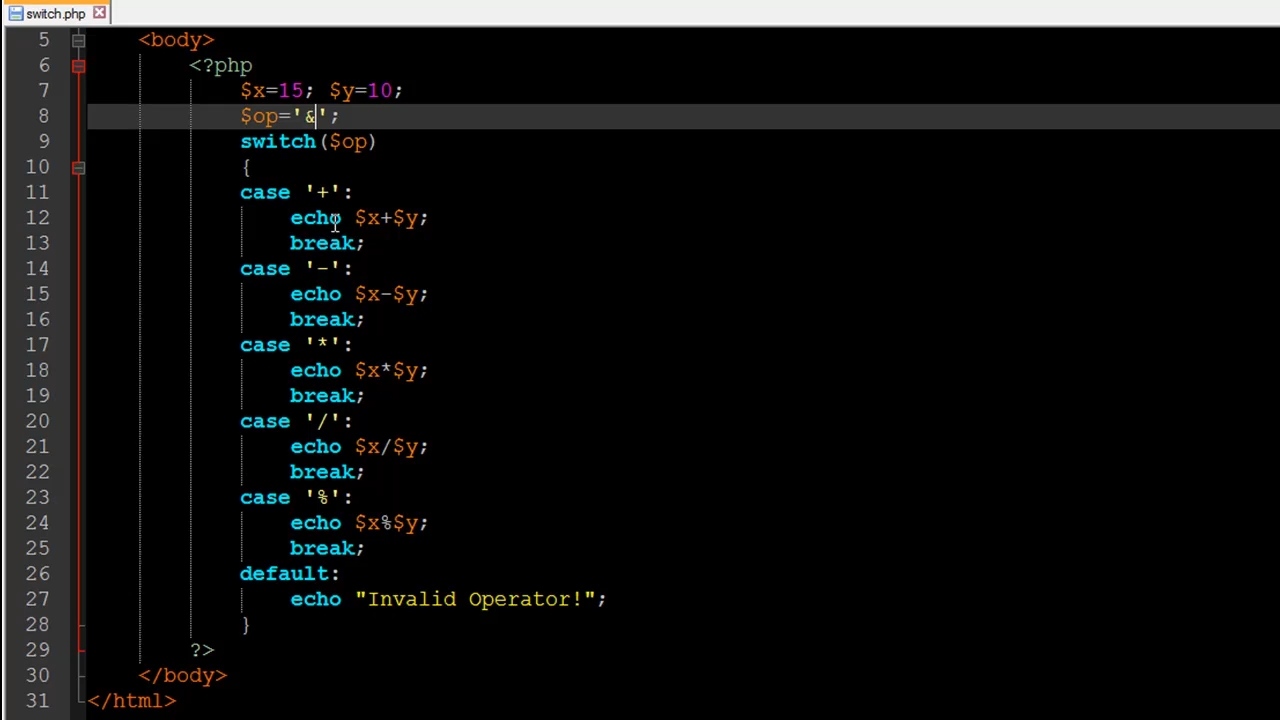 switch.php
5 <body>
6 <?php
7 $x=15; $y=10;
8 $op='&';
9 switch($op)
10 {
11 case '+':
12 echo $x+$y;
13 break;
14 case '-':
15 echo $x-$y;
16 break;
17 case '*':
18 echo $x*$y;
19 break;
20 case '/':
21 echo $x/$y;
22 break;
23 case '%':
24 echo $x%$y;
25 break;
26 default:
27 echo "Invalid Operator!";
28 }
29 ?>
30 </body>
31 </html>